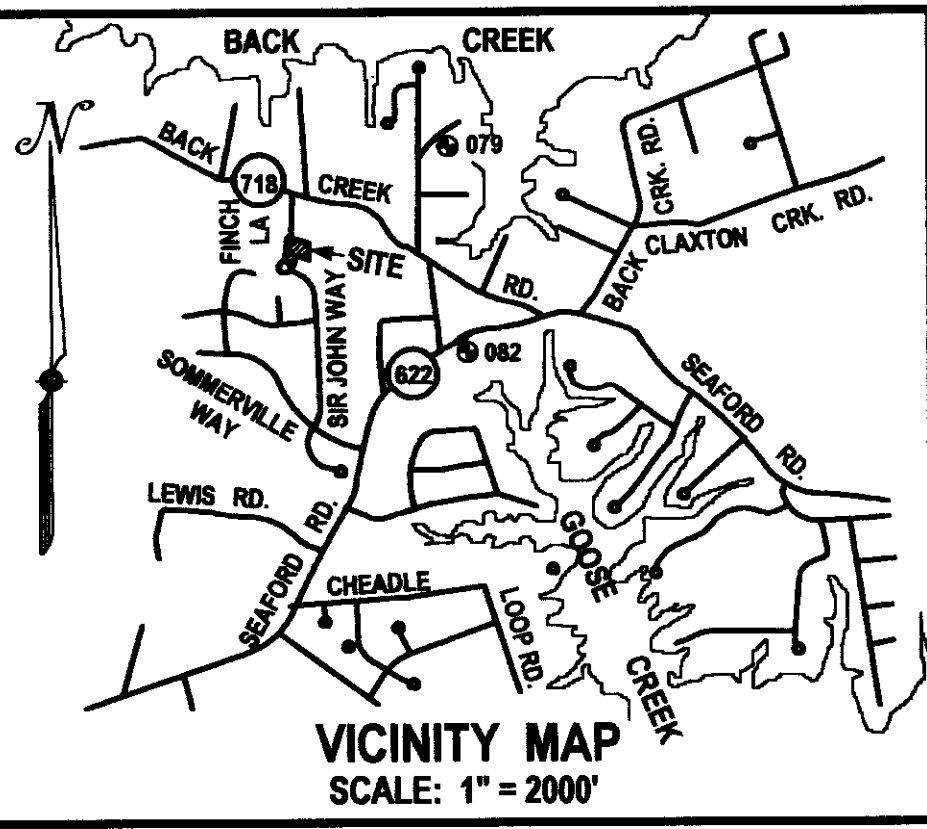 BACK CREEK
N
BACK
718
CREEK
RD.
079
FINCH
LA
SITE
CRK. RD.
BACK
CLAXTON CRK. RD.
SIR JOHN WAY
622
082
SOMMERVILLE
WAY
SEAFORD
RD.
LEWIS RD.
SEAFORD RD.
CHEADLE
LOOP RD.
GOOSE
CREEK
VICINITY MAP
SCALE: 1" = 2000'